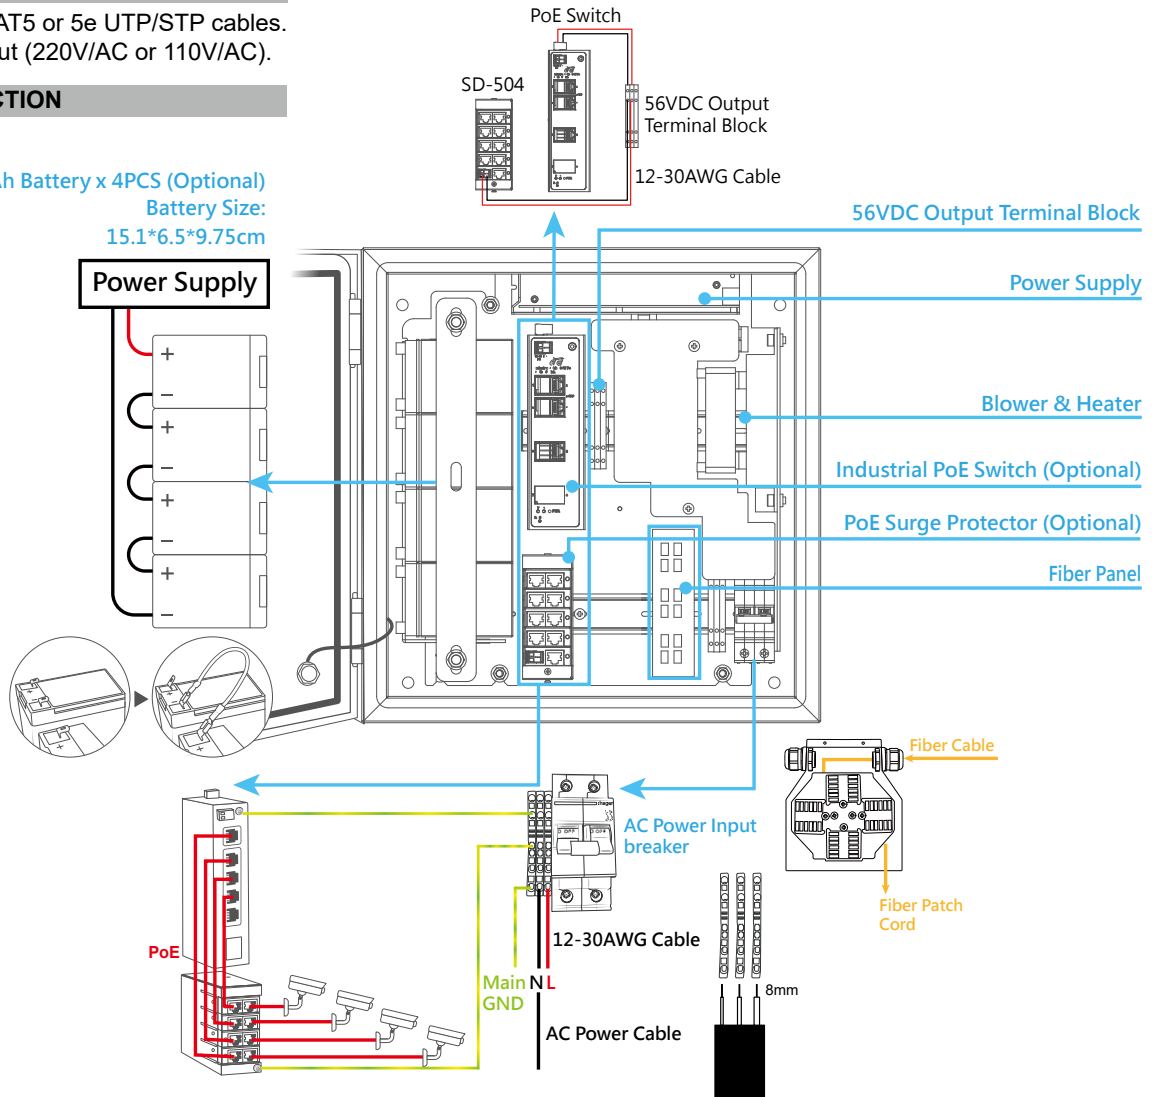 AT5 or 5e UTP/STP cables.
ut (220V/AC or 110V/AC).
CTION
PoE Switch
SD-504
56VDC Output
Terminal Block
12-30AWG Cable
h Battery x 4PCS (Optional)
Battery Size:
15.1*6.5*9.75cm
Power Supply
+
−
+
−
+
−
+
−
56VDC Output Terminal Block
Power Supply
Blower & Heater
Industrial PoE Switch (Optional)
PoE Surge Protector (Optional)
Fiber Panel
Fiber Cable
Fiber Patch
Cord
AC Power Input
breaker
OFF
OFF
12-30AWG Cable
PoE
Main
GND
N
L
AC Power Cable
8mm